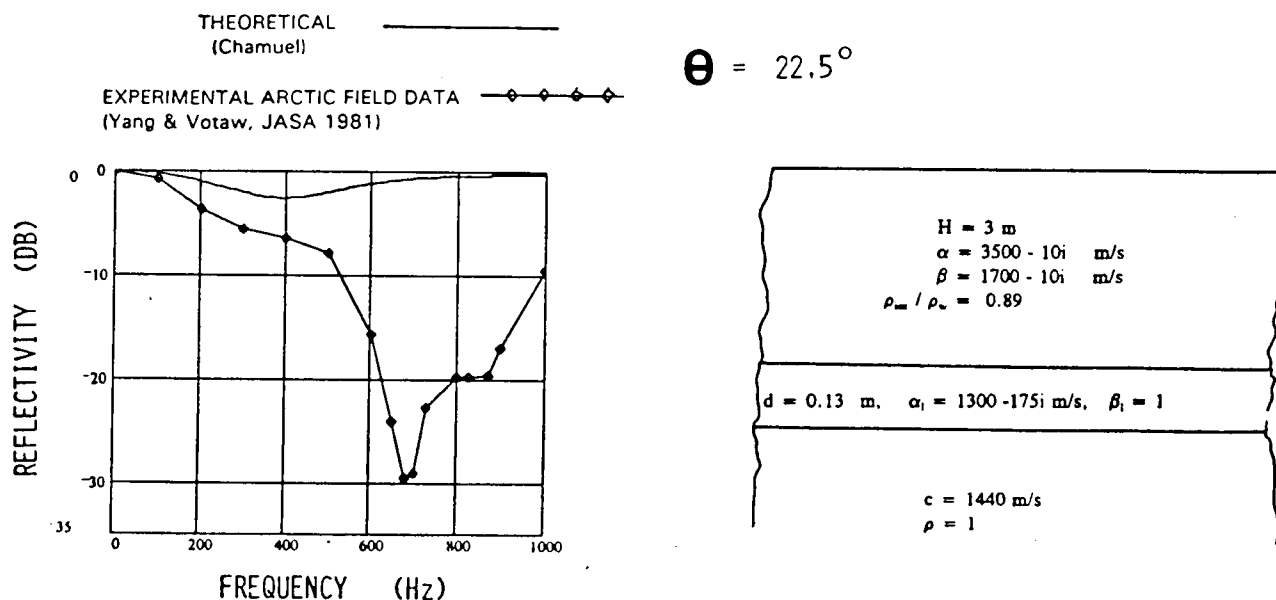 THEORETICAL
(Chamuel)
EXPERIMENTAL ARCTIC FIELD DATA
(Yang & Votaw, JASA 1981)
Θ = 22.5°
REFLECTIVITY (DB)
0
0
-10
-20
-30
35
0 200 400 600 800 1000
FREQUENCY (Hz)
H = 3 m
α = 3500 - 10i m/s
β = 1700 - 10i m/s
/ = 0.89
d = 0.13 m, α₁ = 1300 -175i m/s, β₁ = 1
c = 1440 m/s
ρ = 1